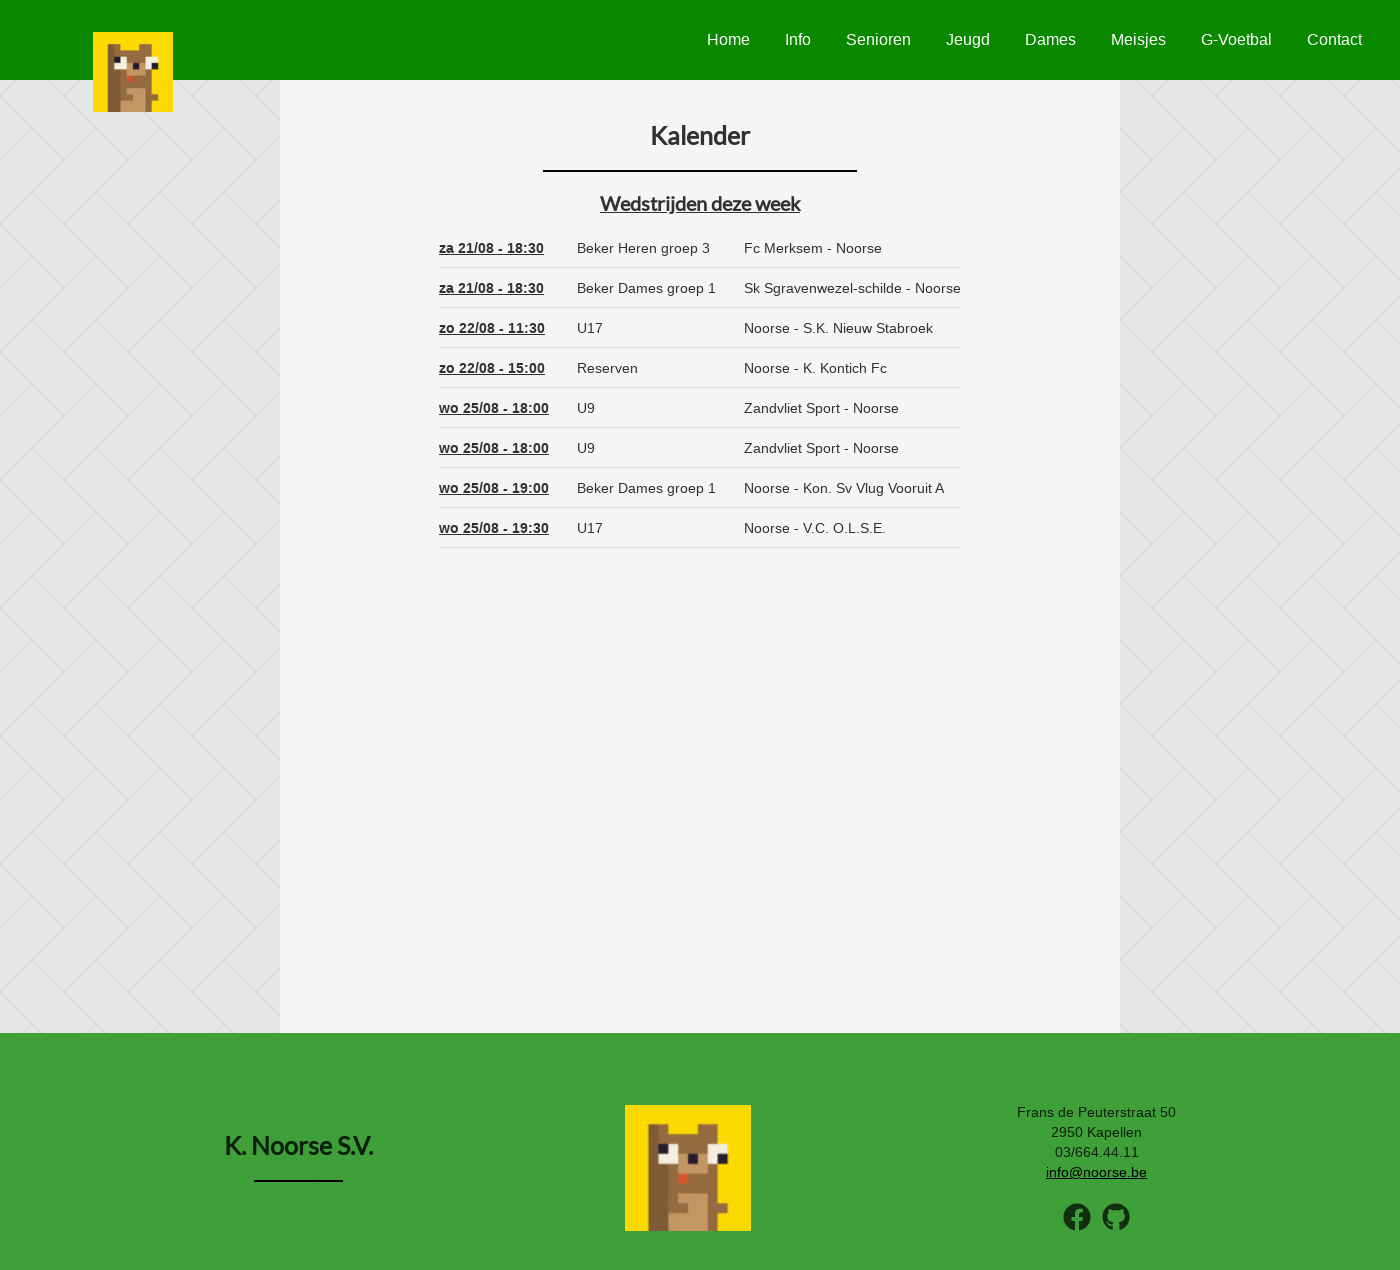 Home Info Senioren Jeugd Dames Meisjes G-Voetbal Contact
Kalender
Wedstrijden deze week
za 21/08 - 18:30 Beker Heren groep 3 Fc Merksem - Noorse
za 21/08 - 18:30 Beker Dames groep 1 Sk Sgravenwezel-schilde - Noorse
zo 22/08 - 11:30 U17 Noorse - S.K. Nieuw Stabroek
zo 22/08 - 15:00 Reserven Noorse - K. Kontich Fc
wo 25/08 - 18:00 U9 Zandvliet Sport - Noorse
wo 25/08 - 18:00 U9 Zandvliet Sport - Noorse
wo 25/08 - 19:00 Beker Dames groep 1 Noorse - Kon. Sv Vlug Vooruit A
wo 25/08 - 19:30 U17 Noorse - V.C. O.L.S.E.
K. Noorse S.V.
Frans de Peuterstraat 50
2950 Kapellen
03/664.44.11
info@noorse.be